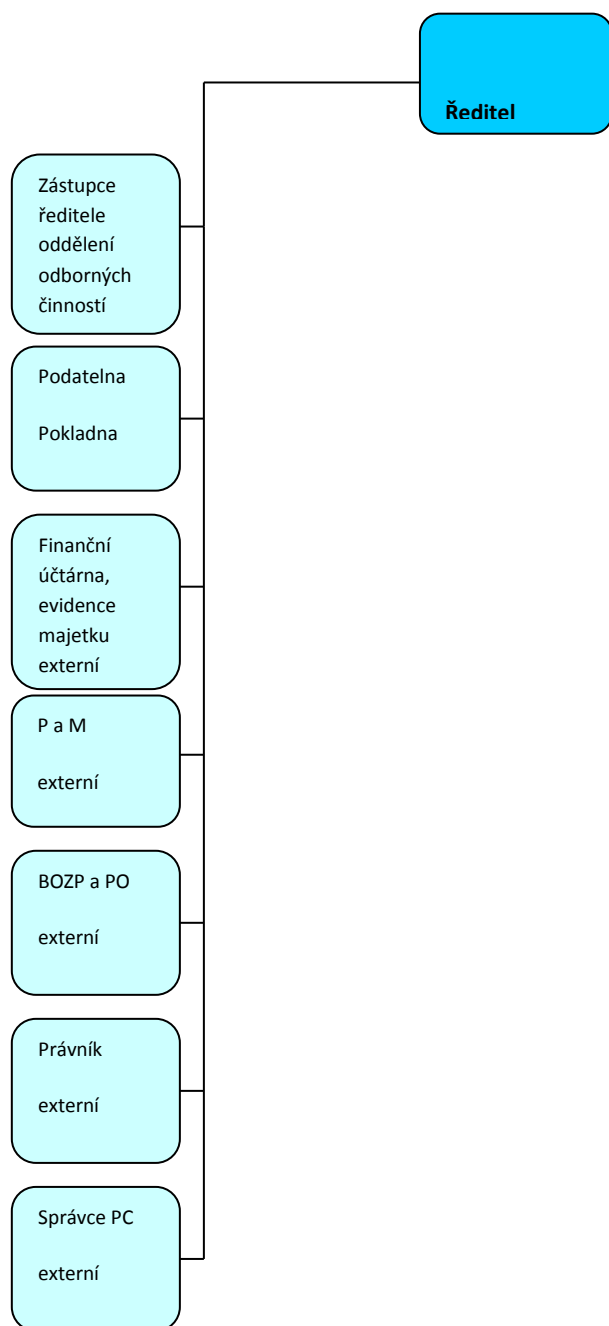 Ředitel
Zástupce
ředitele
oddělení
odborných
činností
Podatelna
Pokladna
Finanční
účtárna,
evidence
majetku
externí
P a M
externí
BOZP a PO
externí
Právník
externí
Správce PC
externí